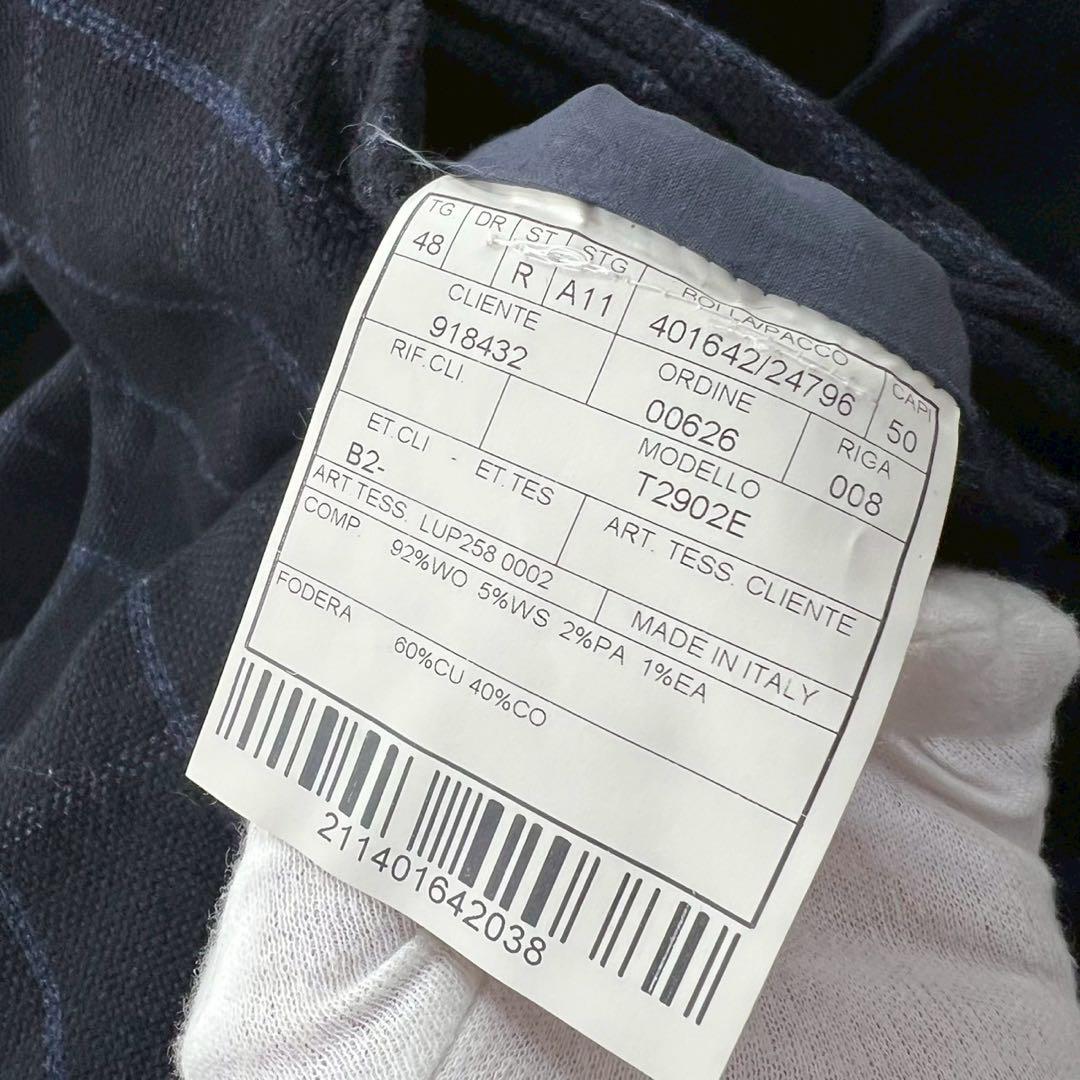 TG DR ST STG BOLLA/PACCO CAPI
48 R A11 401642/24796 50
CLIENTE ORDINE RIGA
918432 00626 008
RIF.CLI. MODELLO
T2902E
ET.CLI ET.TES ART. TESS. CLIENTE
B2-
ART.TESS. LUP258 0002 MADE IN ITALY
COMP. 92%WO 5%WS 2%PA 1%EA
FODERA 60%CU 40%CO
211401642038